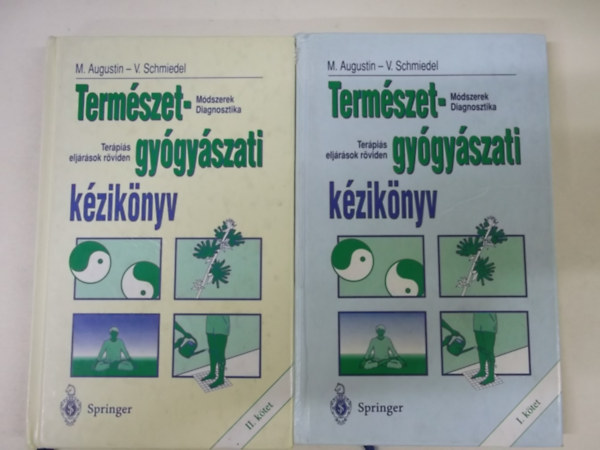 M. Augustin – V. Schmiedel
Természet-
Módszerek
Diagnosztika
Terápiás
eljárások röviden
gyógyászati
kézikönyv
Springer
II. kötet
M. Augustin – V. Schmiedel
Természet-
Módszerek
Diagnosztika
Terápiás
eljárások röviden
gyógyászati
kézikönyv
Springer
I. kötet